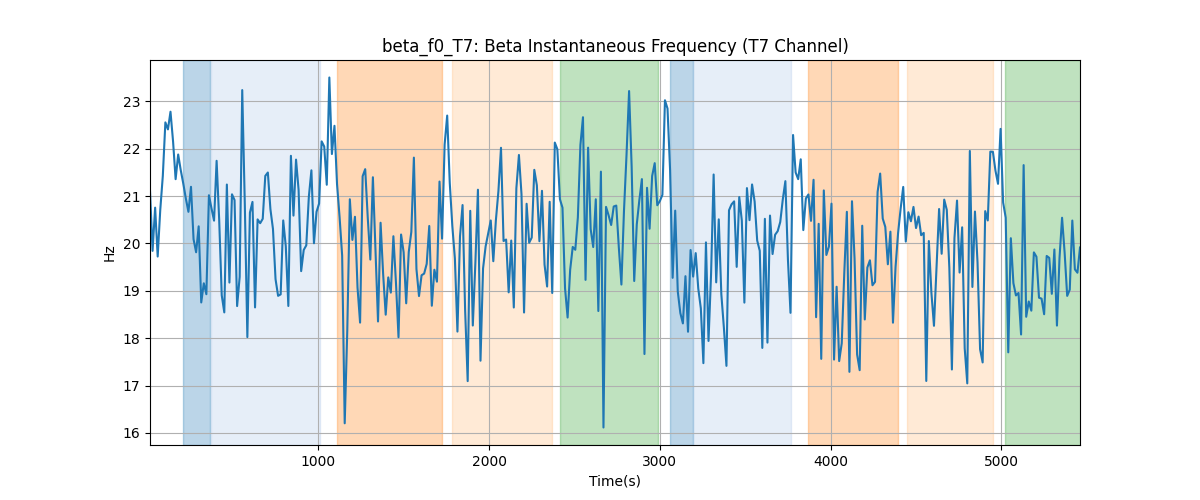 beta_f0_T7: Beta Instantaneous Frequency (T7 Channel)
Hz
23
22
21
20
19
18
17
16
1000 2000 3000 4000 5000
Time(s)